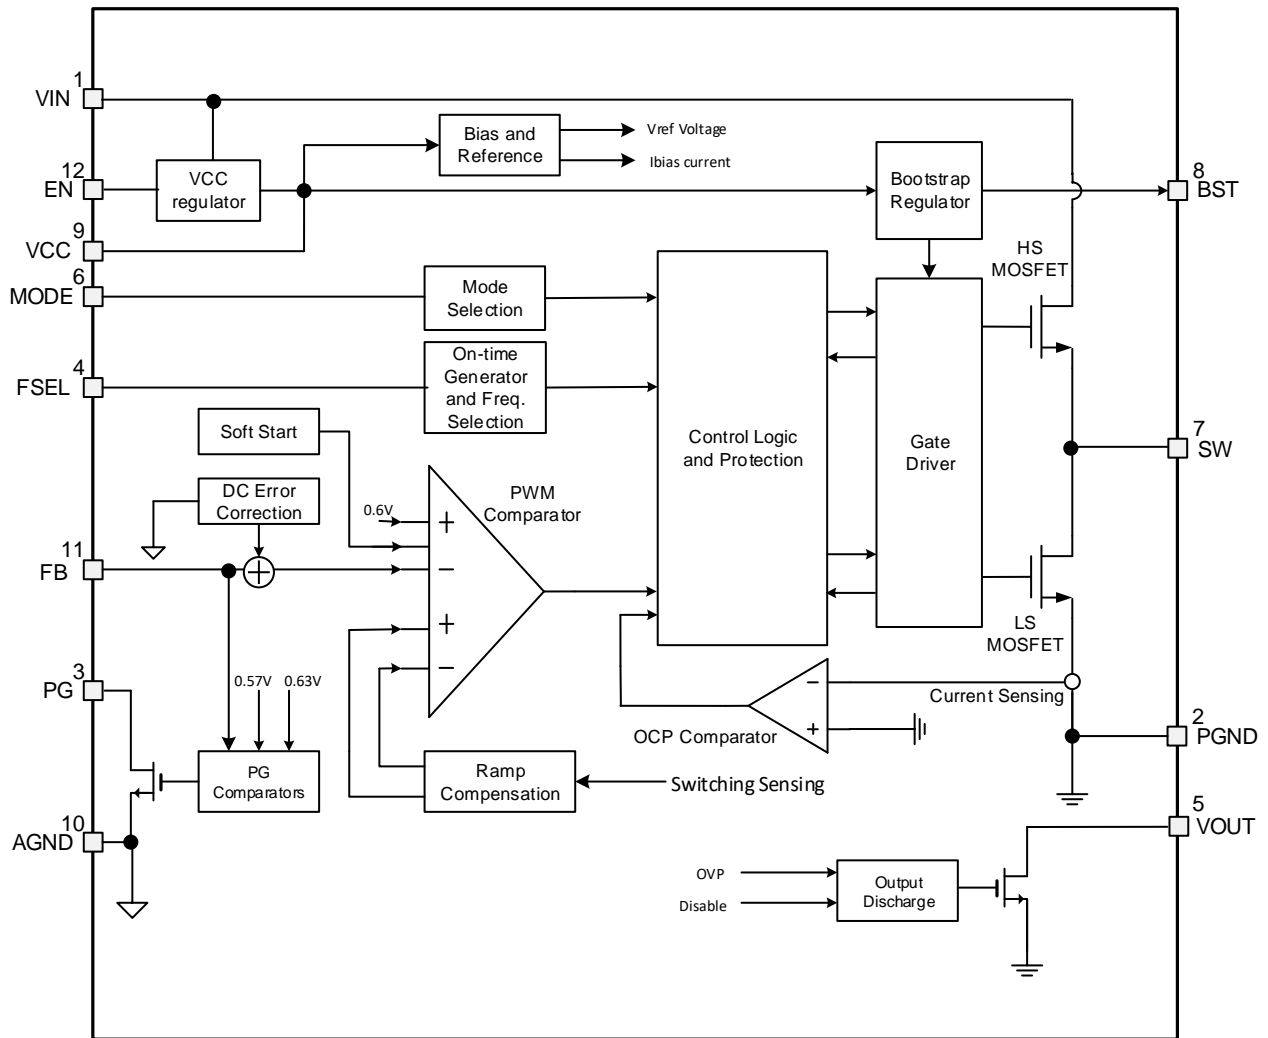 1
VIN
12
EN
9
VCC
6
MODE
4
FSEL
11
FB
3
PG
10
AGND
VCC
regulator
Bias and
Reference
Vref Voltage
Ibias current
Bootstrap
Regulator
8
BST
HS
MOSFET
Mode
Selection
On-time
Generator
and Freq.
Selection
Soft Start
DC Error
Correction
0.6V
PWM
Comparator
+
−
+
−
Control Logic
and Protection
Gate
Driver
7
SW
LS
MOSFET
0.57V
0.63V
PG
Comparators
Ramp
Compensation
Switching Sensing
−
+
OCP Comparator
Current Sensing
2
PGND
5
VOUT
OVP
Disable
Output
Discharge